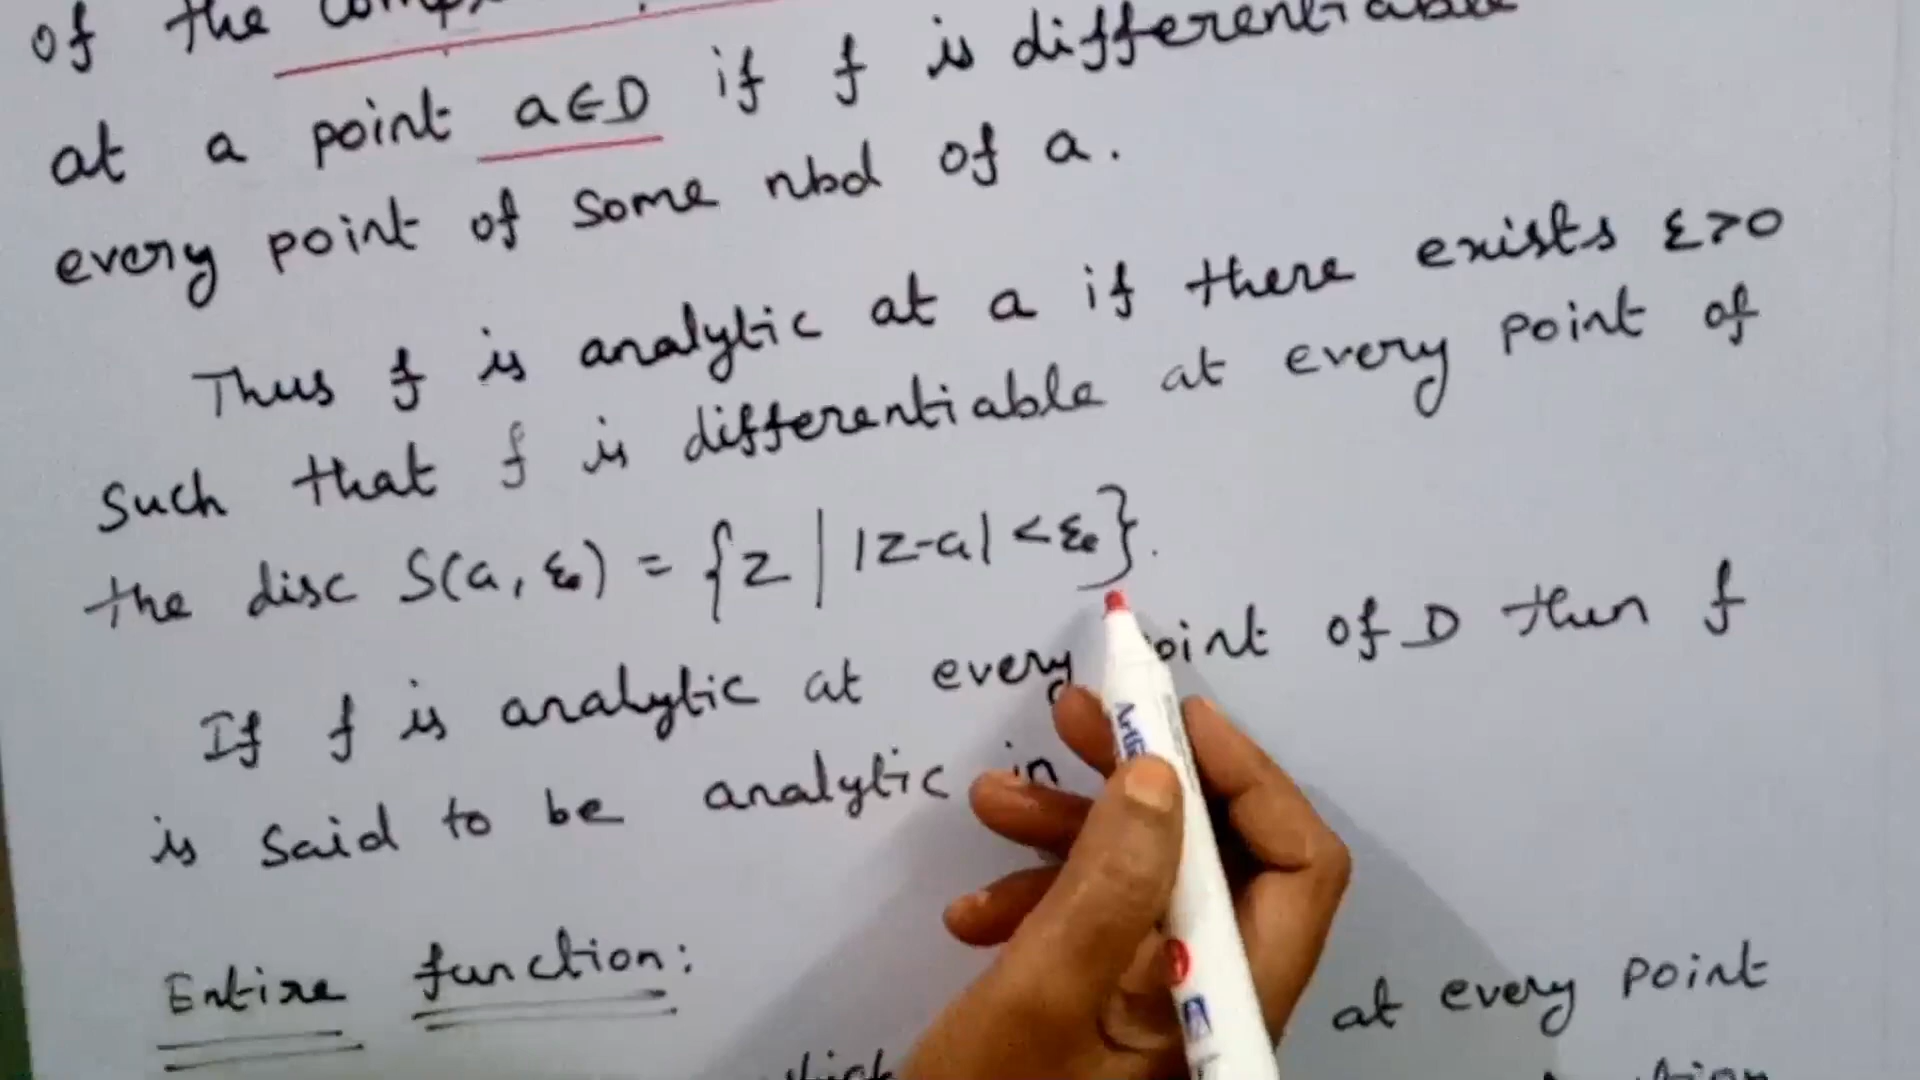 of the
at a point a∈D if f is differentiable
every point of some nbd of a.
Thus f is analytic at a if there exists ε>0
such that f is differentiable at every point of
the disc S(a, ε) = {z | |z-a| < ε}.
If f is analytic at every point of D then f
is said to be analytic in
Entire function:
at every point